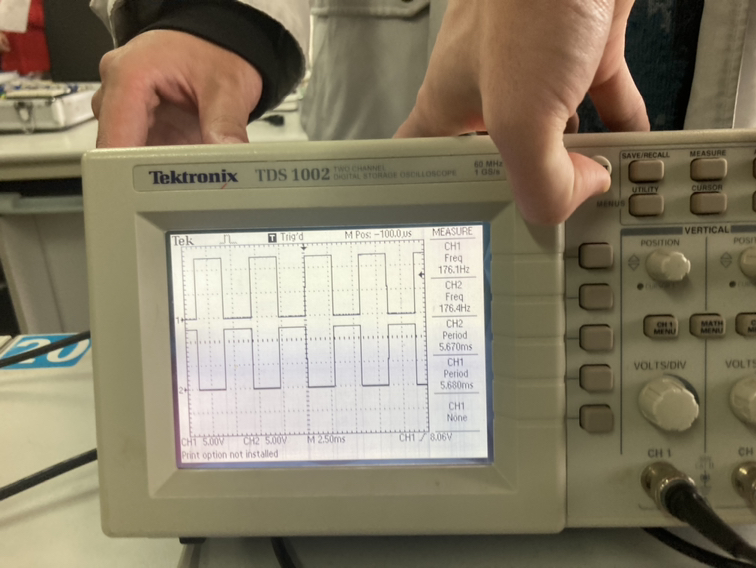 Tektronix TDS 1002 TWO CHANNEL DIGITAL STORAGE OSCILLOSCOPE
60 MHz
1 GS/s
SAVE/RECALL MEASURE
MENUS UTILITY CURSOR
VERTICAL
POSITION
CH 1 MENU
MATH MENU
VOLTS/DIV
CH 1
Tek T Trig'd M Pos: -100.0us MEASURE
CH1
Freq
176.1Hz
CH2
Freq
176.4Hz
CH2
Period
5.670ms
CH1
Period
5.680ms
CH1
None
1
2
CH1 5.00V CH2 5.00V M 2.50ms CH1 / 8.06V
Print option not installed
20